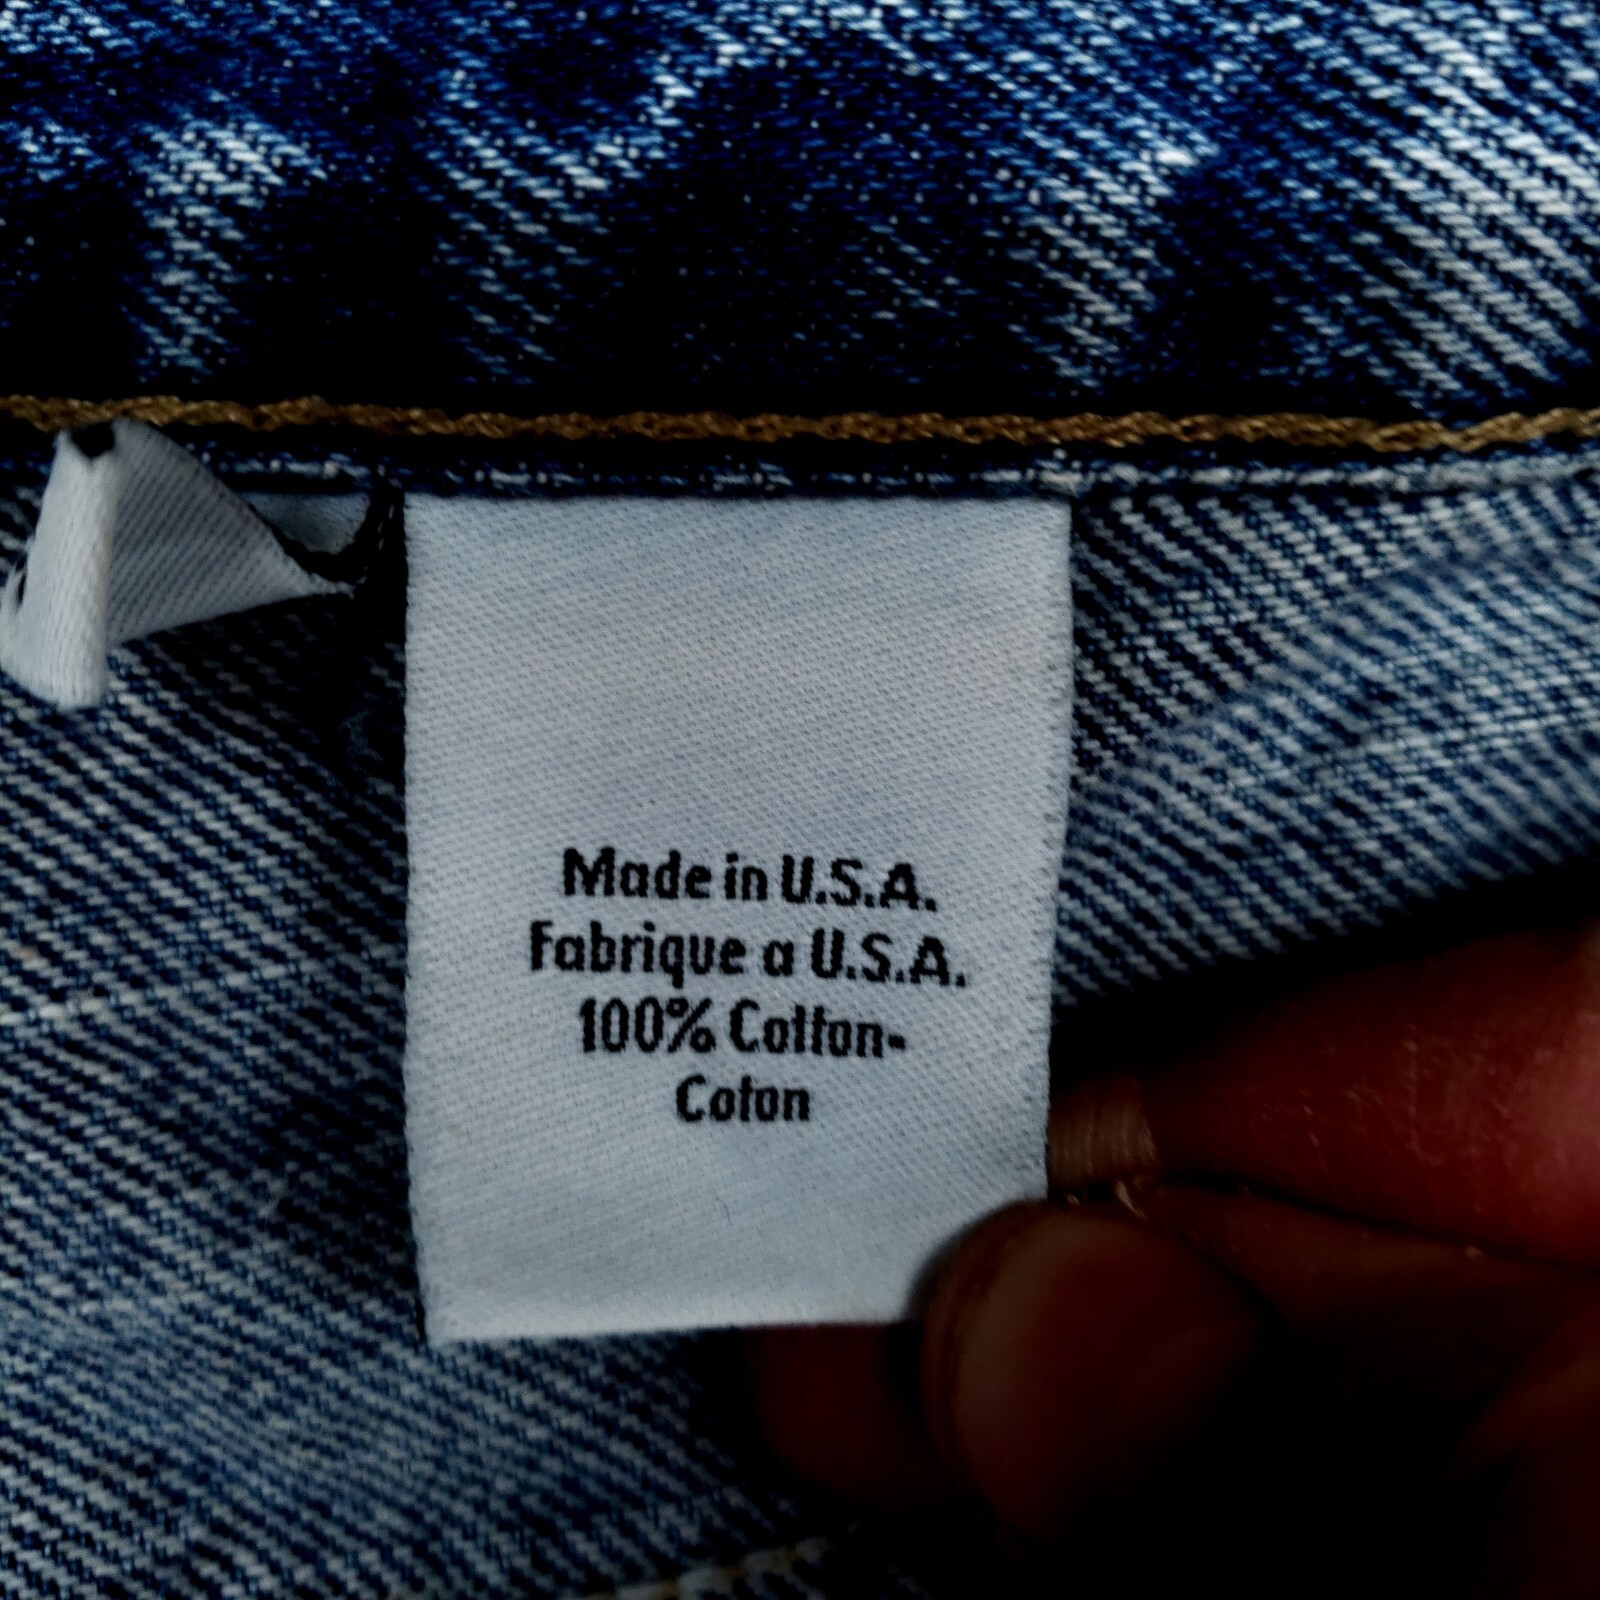 Made in U.S.A.
Fabrique a U.S.A.
100% Cotton-
Coton